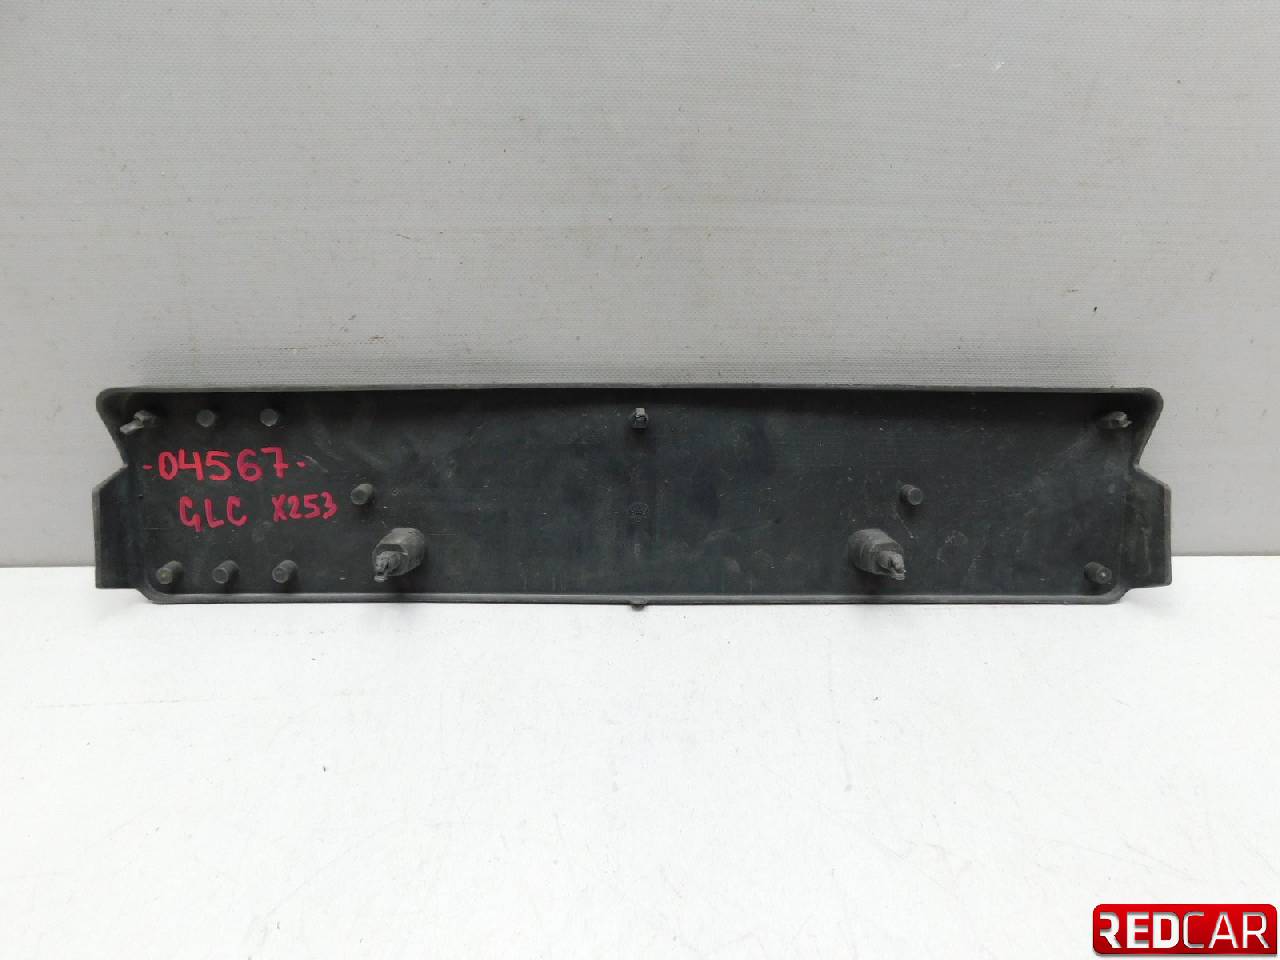 -04567-
GLC X253
REDCAR